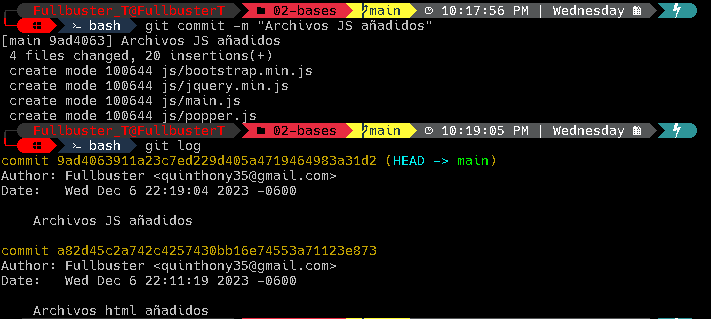 Fullbuster_T@FullbusterT 02-bases main 10:17:56 PM | Wednesday
bash git commit -m "Archivos JS añadidos"
[main 9ad4063] Archivos JS añadidos
4 files changed, 20 insertions(+)
create mode 100644 js/bootstrap.min.js
create mode 100644 js/jquery.min.js
create mode 100644 js/main.js
create mode 100644 js/popper.js
Fullbuster_T@FullbusterT 02-bases main 10:19:05 PM | Wednesday
bash git log
commit 9ad4063911a23c7ed229d405a4719464983a31d2 (HEAD -> main)
Author: Fullbuster <quinthony35@gmail.com>
Date:   Wed Dec 6 22:19:04 2023 -0600
Archivos JS añadidos
commit a82d45c2a742c4257430bb16e74553a71123e873
Author: Fullbuster <quinthony35@gmail.com>
Date:   Wed Dec 6 22:11:19 2023 -0600
Archivos html añadidos